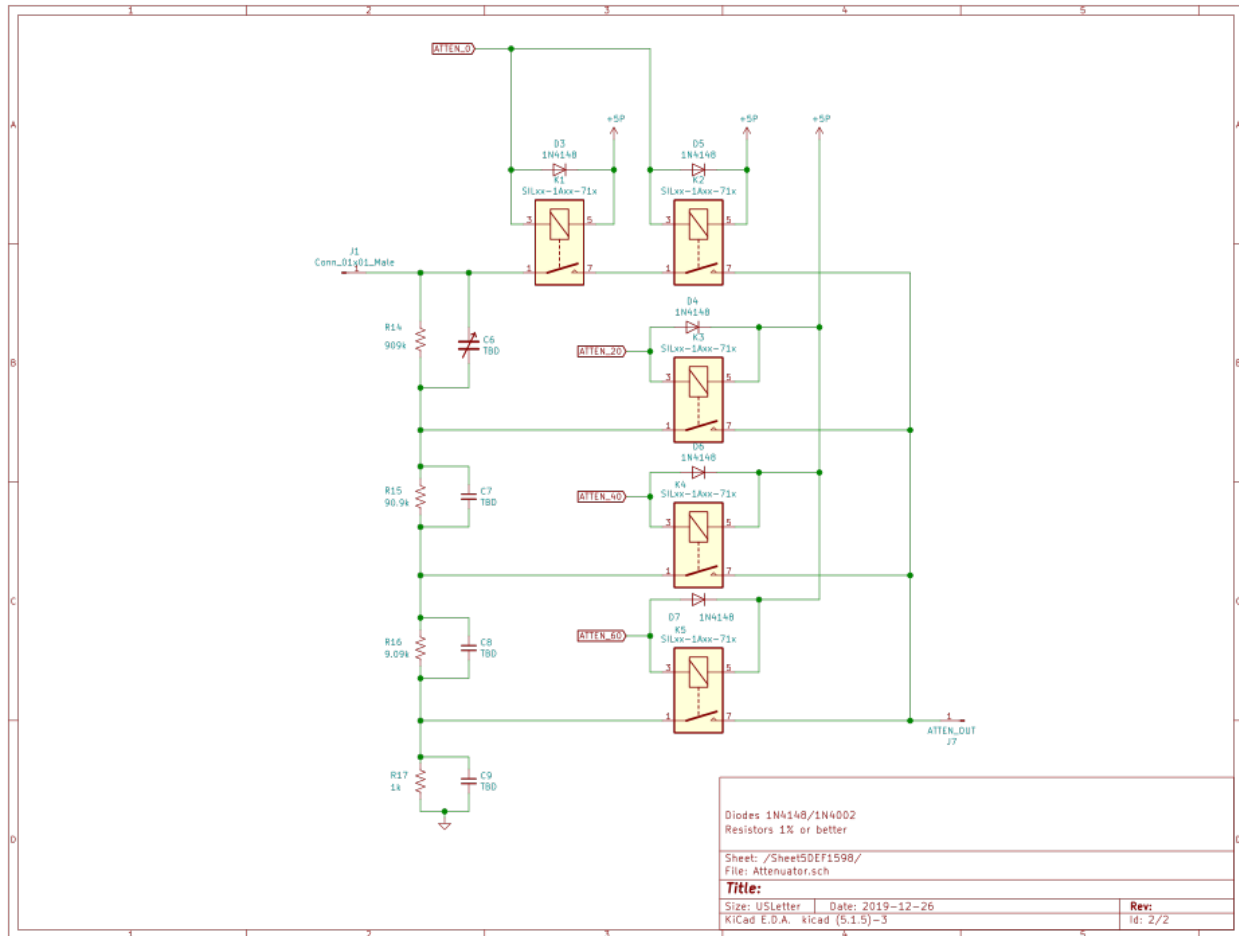 1 2 3 4 5
ATTEN_0
A
A
+5P
+5P
+5P
D3
1N4148
K1
SILxx-1Axx-71x
3 5
1 7
D5
1N4148
K2
SILxx-1Axx-71x
3 5
1 7
J1
Conn_01x01_Male
1
R14
909k
C6
TBD
B
B
D4
1N4148
K3
SILxx-1Axx-71x
ATTEN_20
3 5
1 7
D6
1N4148
K4
SILxx-1Axx-71x
R15
90.9k
C7
TBD
ATTEN_40
3 5
1 7
C
C
D7 1N4148
K5
SILxx-1Axx-71x
R16
9.09k
C8
TBD
ATTEN_60
3 5
1 7
1
ATTEN_OUT
J7
R17
1k
C9
TBD
D
D
Diodes 1N4148/1N4002
Resistors 1% or better
Sheet: /Sheet5DEF1598/
File: Attenuator.sch
Title:
Size: USLetter Date: 2019-12-26 Rev:
KiCad E.D.A. kicad (5.1.5)-3 Id: 2/2
1 2 3 4 5